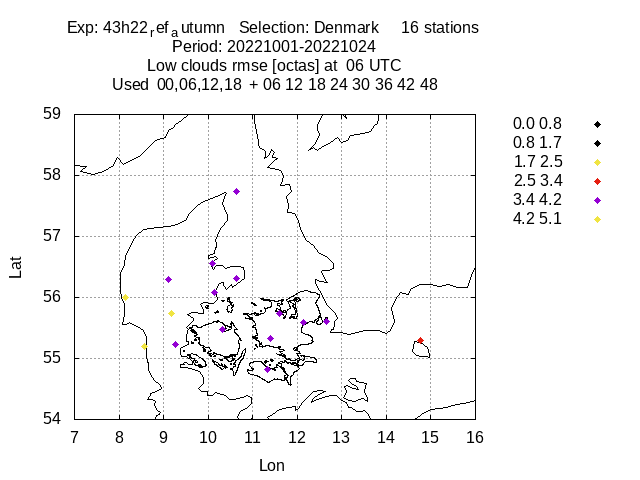 Exp: 43h22ref autumn Selection: Denmark 16 stations
Period: 20221001-20221024
Low clouds rmse [octas] at 06 UTC
Used 00,06,12,18 + 06 12 18 24 30 36 42 48
0.0 0.8
0.8 1.7
1.7 2.5
2.5 3.4
3.4 4.2
4.2 5.1
59
58
57
56
55
54
Lat
7 8 9 10 11 12 13 14 15 16
Lon